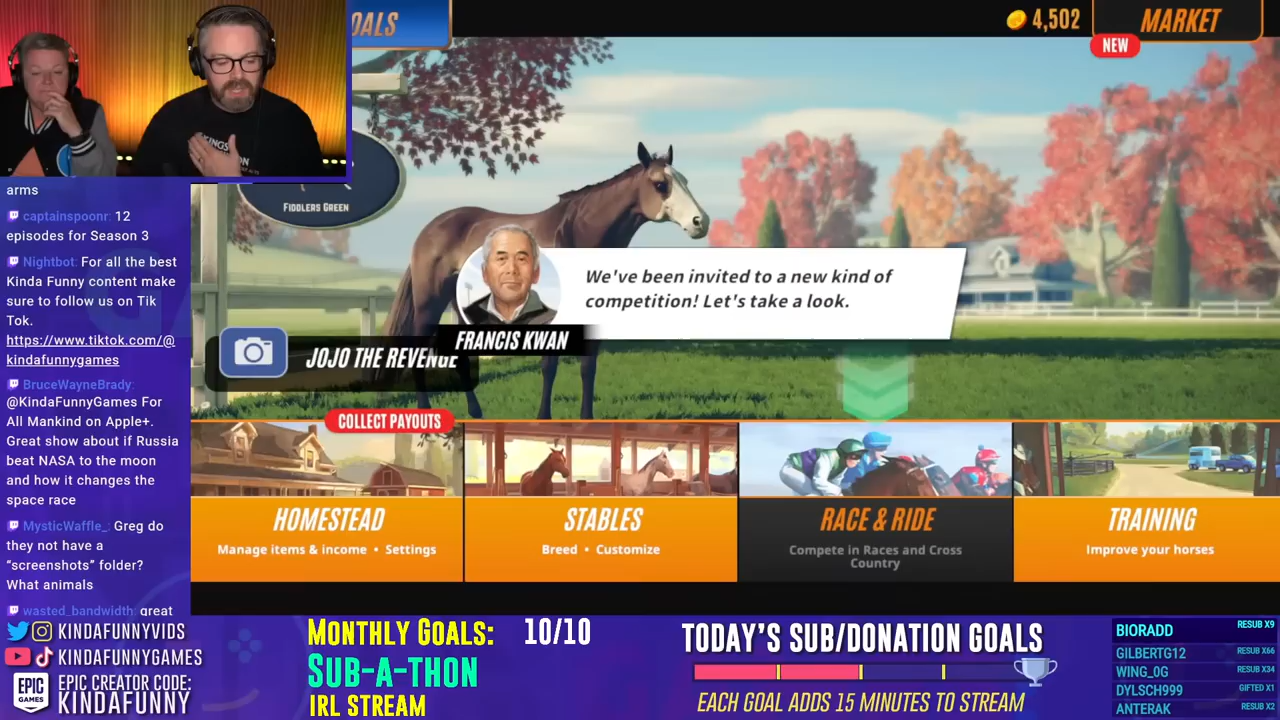 OALS
4,502
MARKET
NEW
KINGSTON
FIDDLERS GREEN
We've been invited to a new kind of
competition! Let's take a look.
FRANCIS KWAN
JOJO THE REVENGE
COLLECT PAYOUTS
HOMESTEAD
Manage items & income • Settings
STABLES
Breed • Customize
RACE & RIDE
Compete in Races and Cross
Country
TRAINING
Improve your horses
arms
captainspoonr: 12
episodes for Season 3
Nightbot: For all the best
Kinda Funny content make
sure to follow us on Tik
Tok.
https://www.tiktok.com/@
kindafunnygames
BruceWayneBrady:
@KindaFunnyGames For
All Mankind on Apple+.
Great show about if Russia
beat NASA to the moon
and how it changes the
space race
MysticWaffle_: Greg do
they not have a
“screenshots” folder?
What animals
wasted_bandwidth: great
KINDAFUNNYVIDS
KINDAFUNNYGAMES
EPIC GAMES
EPIC CREATOR CODE:
KINDAFUNNY
MONTHLY GOALS: 10/10
SUB-A-THON
IRL STREAM
TODAY'S SUB/DONATION GOALS
EACH GOAL ADDS 15 MINUTES TO STREAM
BIORADD RESUB X9
GILBERTG12 RESUB X66
WING_0G RESUB X34
DYLSCH999 GIFTED X1
ANTERAK RESUB X2